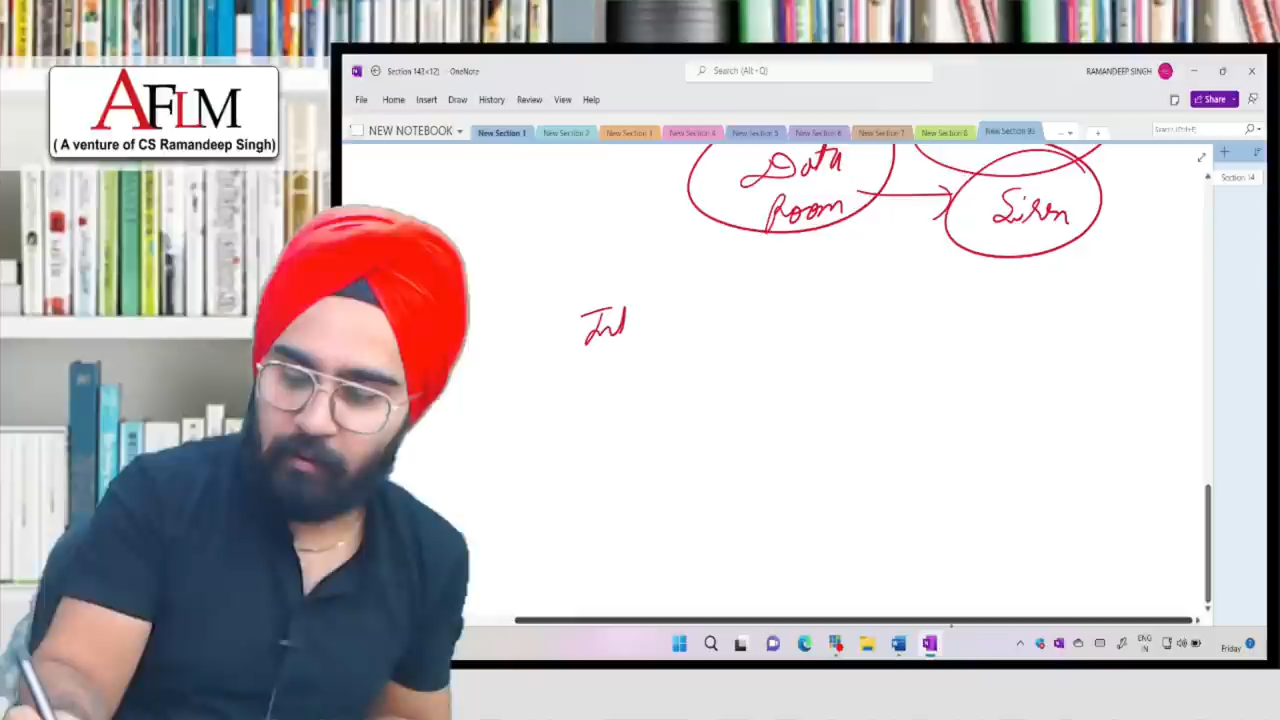 AFLM
( A venture of CS Ramandeep Singh)
Section 143<12) - OneNote
Search (Alt+Q)
RAMANDEEP SINGH
File Home Insert Draw History Review View Help
Share
NEW NOTEBOOK
New Section 1 New Section 2 New Section 3 New Section 4 New Section 5 New Section 6 New Section 7 New Section 8 New Section 95
Search (Ctrl+E)
Section 14
Data
Room
Siren
ENG
IN
Friday